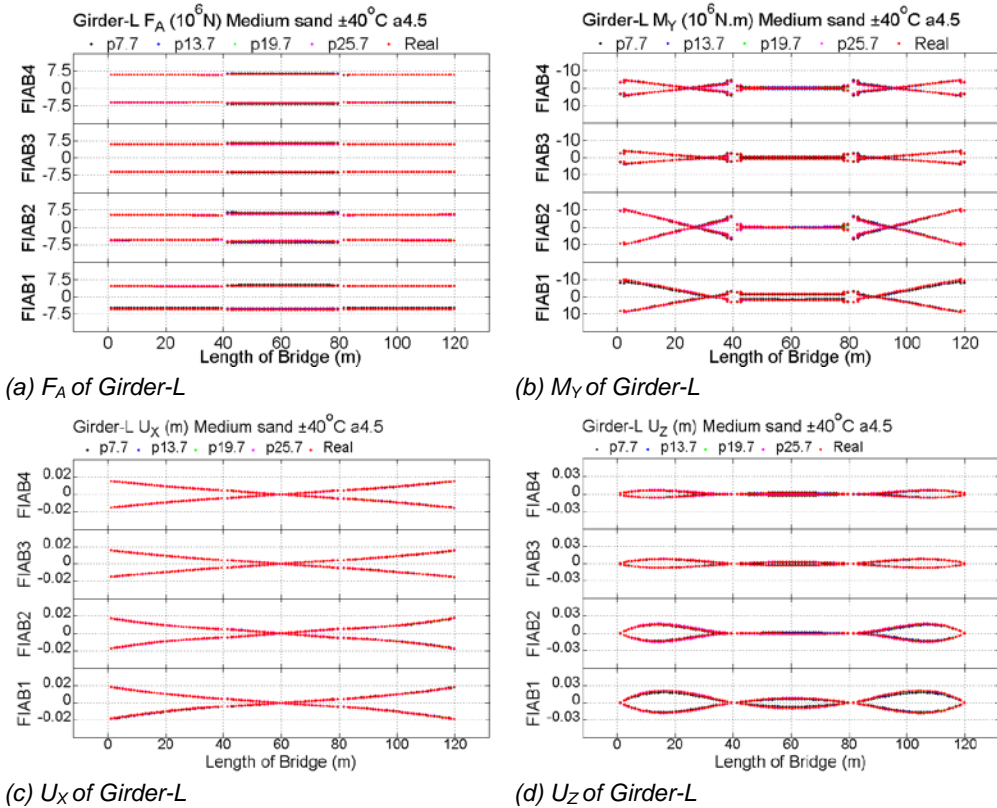 Girder-L F_A (10^6N) Medium sand ±40°C a4.5
p7.7 p13.7 p19.7 p25.7 Real
FIAB4 7.5 0 -7.5
FIAB3 7.5 0 -7.5
FIAB2 7.5 0 -7.5
FIAB1 7.5 0 -7.5
0 20 40 60 80 100 120
Length of Bridge (m)
(a) F_A of Girder-L
Girder-L M_Y (10^6N.m) Medium sand ±40°C a4.5
p7.7 p13.7 p19.7 p25.7 Real
FIAB4 -10 0 10
FIAB3 -10 0 10
FIAB2 -10 0 10
FIAB1 -10 0 10
0 20 40 60 80 100 120
Length of Bridge (m)
(b) M_Y of Girder-L
Girder-L U_X (m) Medium sand ±40°C a4.5
p7.7 p13.7 p19.7 p25.7 Real
FIAB4 0.02 0 -0.02
FIAB3 0.02 0 -0.02
FIAB2 0.02 0 -0.02
FIAB1 0.02 0 -0.02
0 20 40 60 80 100 120
Length of Bridge (m)
(c) U_X of Girder-L
Girder-L U_Z (m) Medium sand ±40°C a4.5
p7.7 p13.7 p19.7 p25.7 Real
FIAB4 0.03 0 -0.03
FIAB3 0.03 0 -0.03
FIAB2 0.03 0 -0.03
FIAB1 0.03 0 -0.03
0 20 40 60 80 100 120
Length of Bridge (m)
(d) U_Z of Girder-L